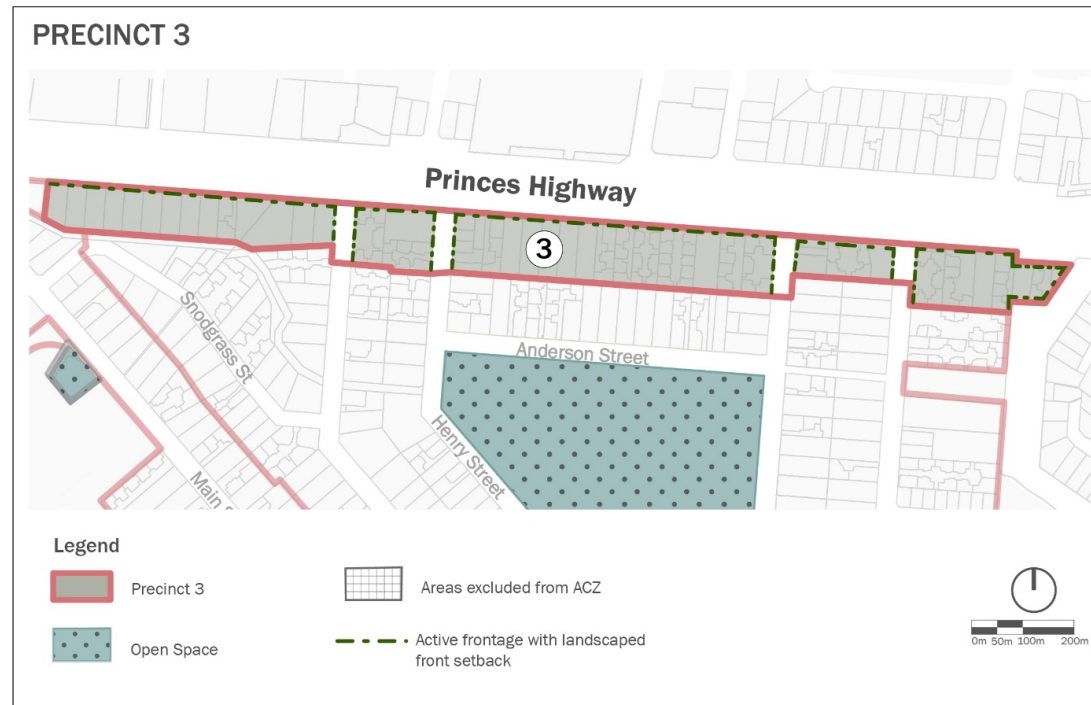 PRECINCT 3
Princes Highway
3
Anderson Street
Snodgrass St
Henry Street
Main
Legend
Precinct 3
Areas excluded from ACZ
Open Space
Active frontage with landscaped
front setback
0m 50m 100m 200m